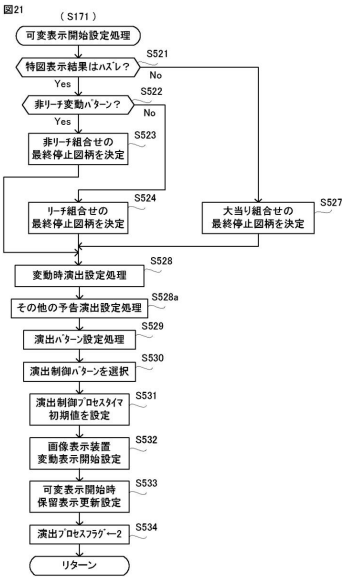 図21
(S171)
可変表示開始設定処理
S521
特図表示結果はハズレ?
No
Yes
S522
非リーチ変動パターン?
No
Yes
S523
非リーチ組合せの
最終停止図柄を決定
S524
リーチ組合せの
最終停止図柄を決定
S527
大当り組合せの
最終停止図柄を決定
S528
変動時演出設定処理
S528a
その他の予告演出設定処理
S529
演出パターン設定処理
S530
演出制御パターンを選択
S531
演出制御プロセスタイマ
初期値を設定
S532
画像表示装置
変動表示開始設定
S533
可変表示開始時
保留表示更新設定
S534
演出プロセスフラグ←2
リターン